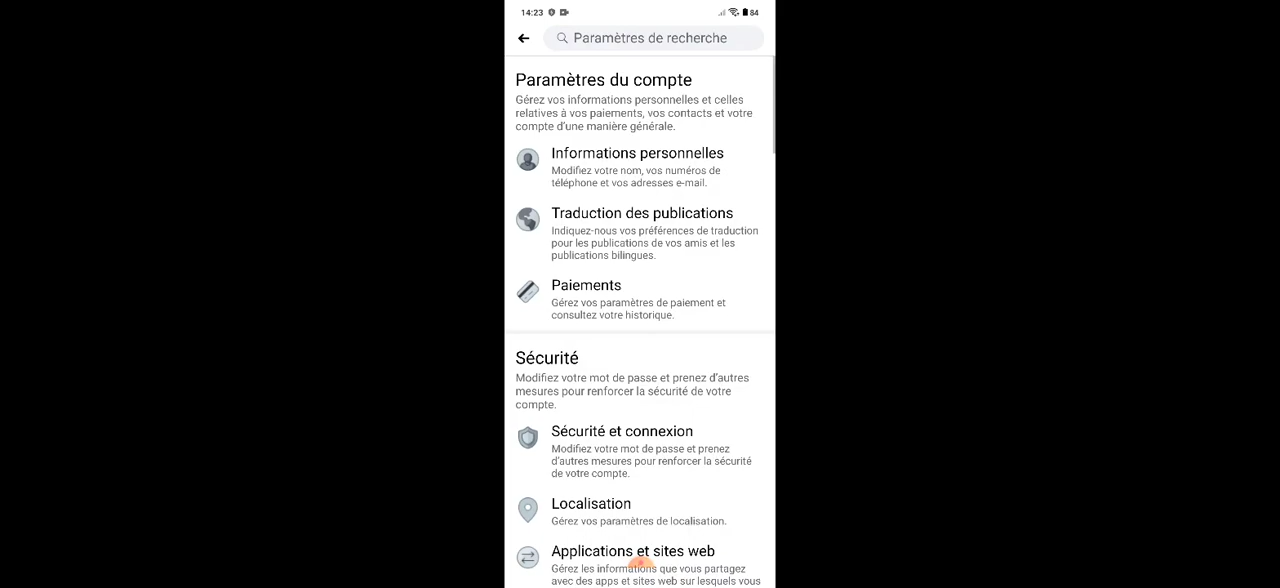 14:23
84
Paramètres de recherche
Paramètres du compte
Gérez vos informations personnelles et celles
relatives à vos paiements, vos contacts et votre
compte d'une manière générale.
Informations personnelles
Modifiez votre nom, vos numéros de
téléphone et vos adresses e-mail.
Traduction des publications
Indiquez-nous vos préférences de traduction
pour les publications de vos amis et les
publications bilingues.
Paiements
Gérez vos paramètres de paiement et
consultez votre historique.
Sécurité
Modifiez votre mot de passe et prenez d'autres
mesures pour renforcer la sécurité de votre
compte.
Sécurité et connexion
Modifiez votre mot de passe et prenez
d'autres mesures pour renforcer la sécurité
de votre compte.
Localisation
Gérez vos paramètres de localisation.
Applications et sites web
Gérez les informations que vous partagez
avec des apps et sites web sur lesquels vous